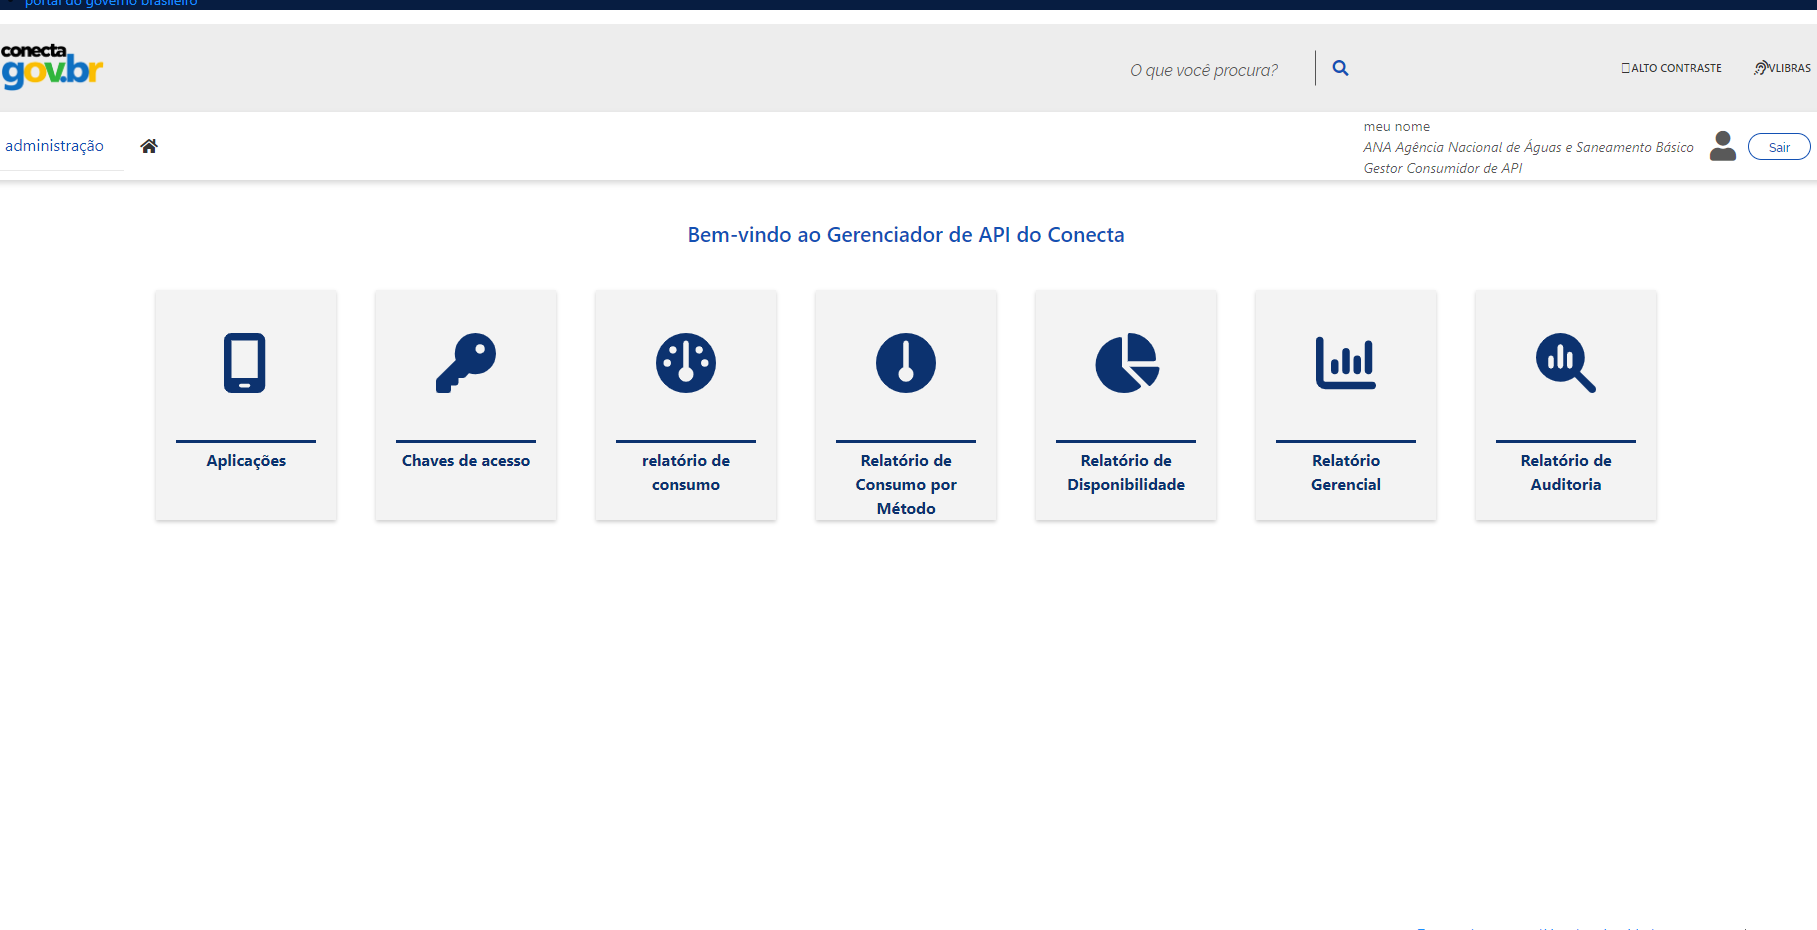 portal do governo brasileiro
conecta
gov.br
O que você procura?
ALTO CONTRASTE
VLIBRAS
administração
meu nome
ANA Agência Nacional de Águas e Saneamento Básico
Gestor Consumidor de API
Sair
Bem-vindo ao Gerenciador de API do Conecta
Aplicações
Chaves de acesso
relatório de
consumo
Relatório de
Consumo por
Método
Relatório de
Disponibilidade
Relatório
Gerencial
Relatório de
Auditoria